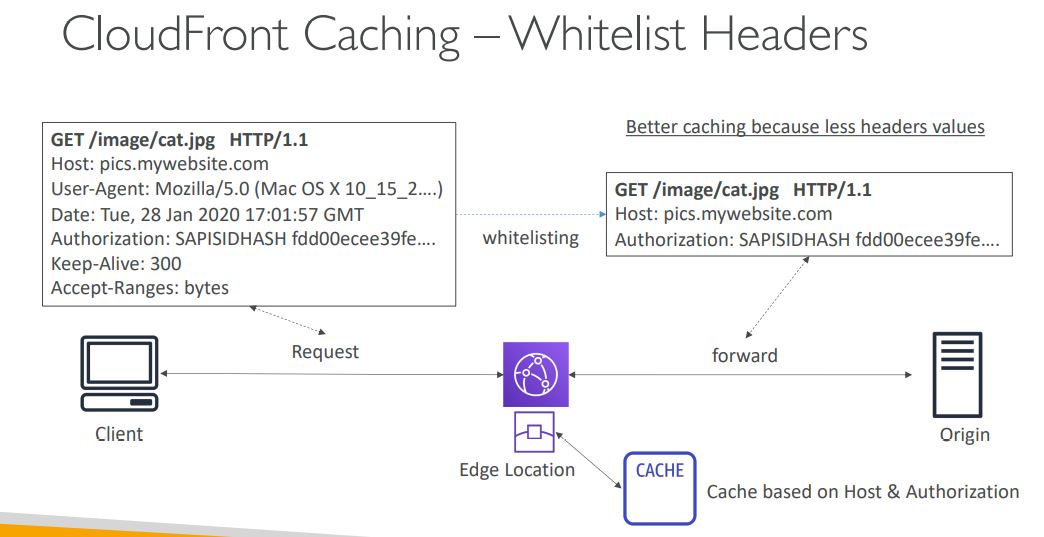 CloudFront Caching – Whitelist Headers
GET /image/cat.jpg HTTP/1.1
Host: pics.mywebsite.com
User-Agent: Mozilla/5.0 (Mac OS X 10_15_2....)
Date: Tue, 28 Jan 2020 17:01:57 GMT
Authorization: SAPISIDHASH fdd00ecee39fe....
Keep-Alive: 300
Accept-Ranges: bytes
whitelisting
Better caching because less headers values
GET /image/cat.jpg HTTP/1.1
Host: pics.mywebsite.com
Authorization: SAPISIDHASH fdd00ecee39fe....
Request
forward
Client
Edge Location
Origin
CACHE
Cache based on Host & Authorization